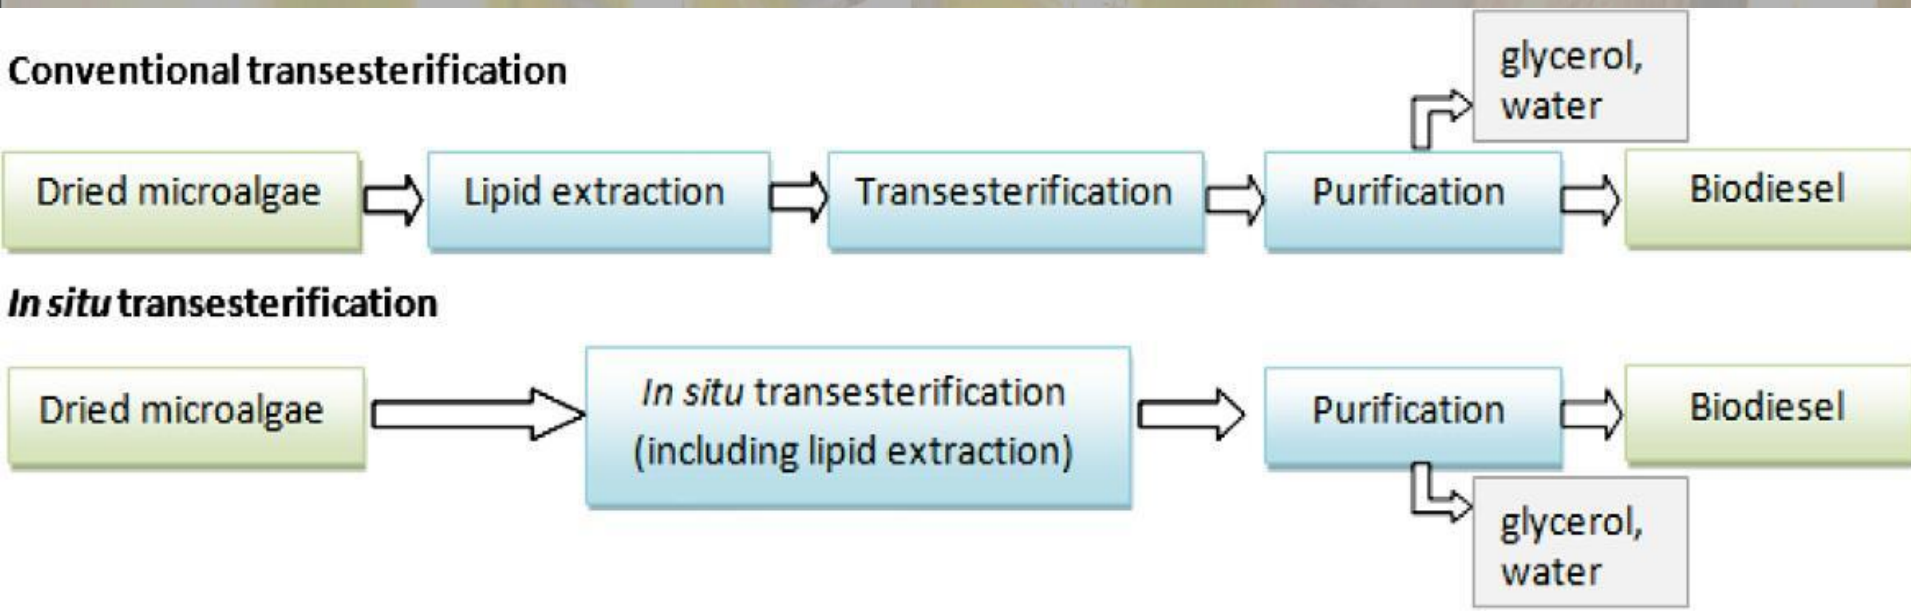 Conventional transesterification
glycerol,
water
Dried microalgae
Lipid extraction
Transesterification
Purification
Biodiesel
In situ transesterification
Dried microalgae
In situ transesterification
(including lipid extraction)
Purification
Biodiesel
glycerol,
water